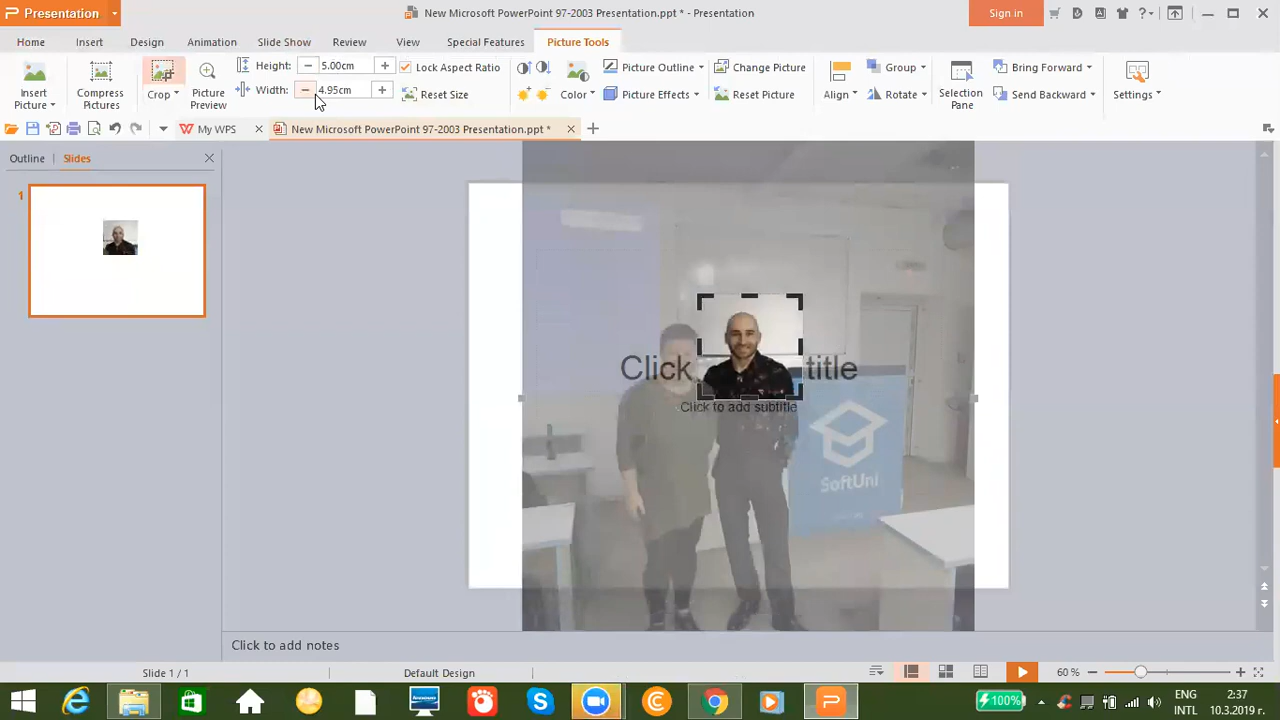 Presentation
New Microsoft PowerPoint 97-2003 Presentation.ppt * - Presentation
Sign in
Home Insert Design Animation Slide Show Review View Special Features Picture Tools
Height: 5.00cm Lock Aspect Ratio Picture Outline Change Picture Group Bring Forward
Insert Picture Compress Pictures Crop Picture Preview Color Align Selection Pane Settings
Width: 4.95cm Reset Size Picture Effects Reset Picture Rotate Send Backward
My WPS New Microsoft PowerPoint 97-2003 Presentation.ppt *
Outline Slides
1
Click title
Click to add subtitle
SoftUni
Click to add notes
Slide 1 / 1 Default Design 60 %
100% ENG 2:37
INTL 10.3.2019 г.